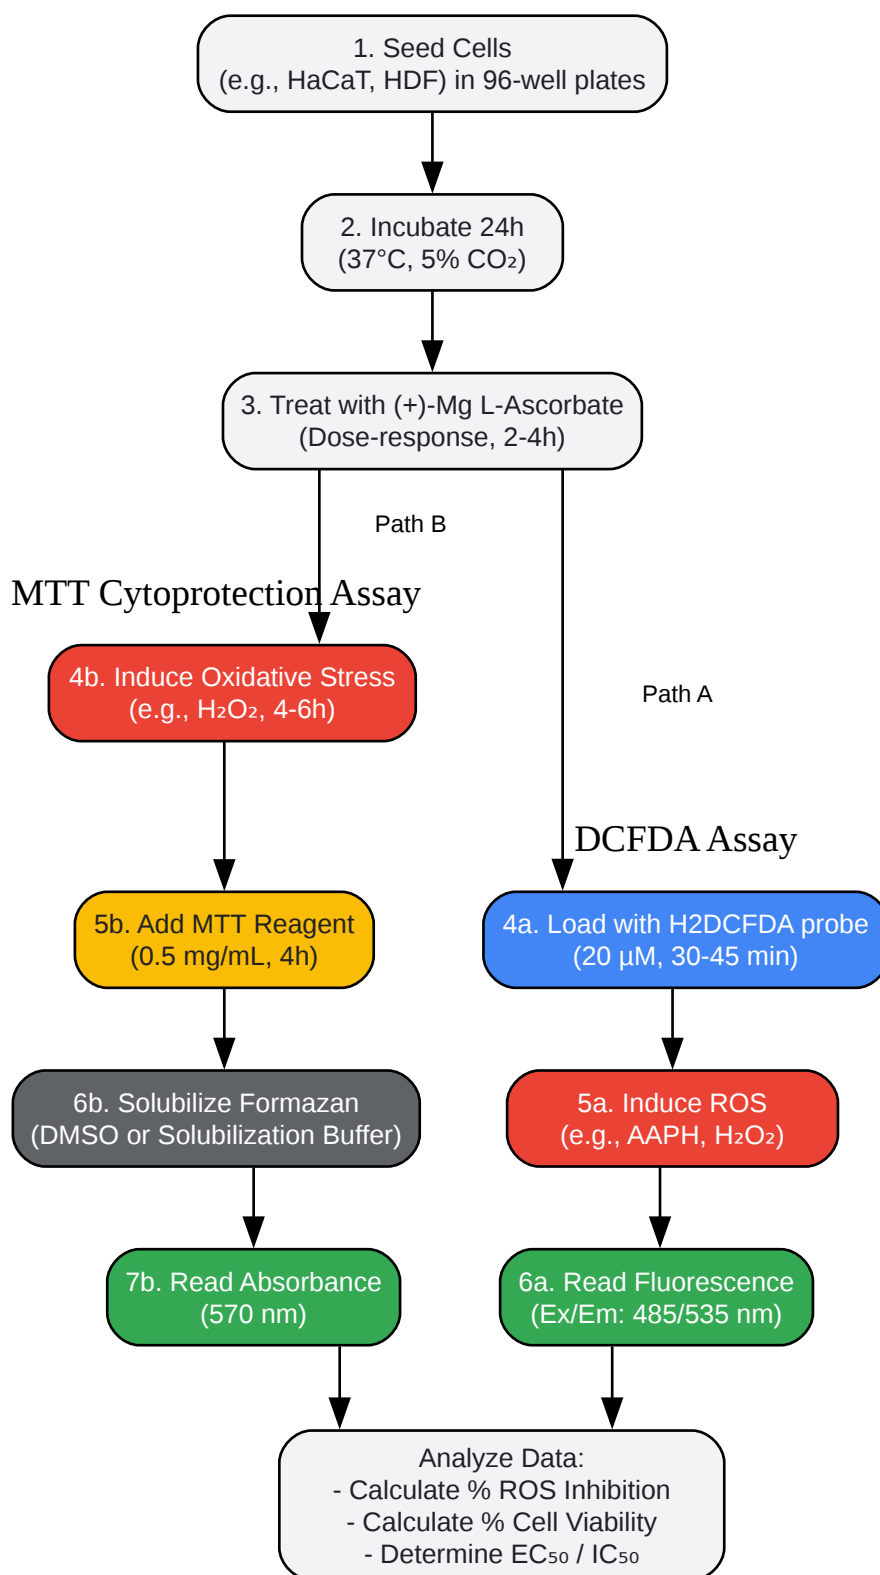 1. Seed Cells
(e.g., HaCaT, HDF) in 96-well plates
2. Incubate 24h
(37°C, 5% CO₂)
3. Treat with (+)-Mg L-Ascorbate
(Dose-response, 2-4h)
Path B
MTT Cytoprotection Assay
4b. Induce Oxidative Stress
(e.g., H₂O₂, 4-6h)
Path A
DCFDA Assay
5b. Add MTT Reagent
(0.5 mg/mL, 4h)
4a. Load with H2DCFDA probe
(20 µM, 30-45 min)
6b. Solubilize Formazan
(DMSO or Solubilization Buffer)
5a. Induce ROS
(e.g., AAPH, H₂O₂)
7b. Read Absorbance
(570 nm)
6a. Read Fluorescence
(Ex/Em: 485/535 nm)
Analyze Data:
- Calculate % ROS Inhibition
- Calculate % Cell Viability
- Determine EC₅₀ / IC₅₀